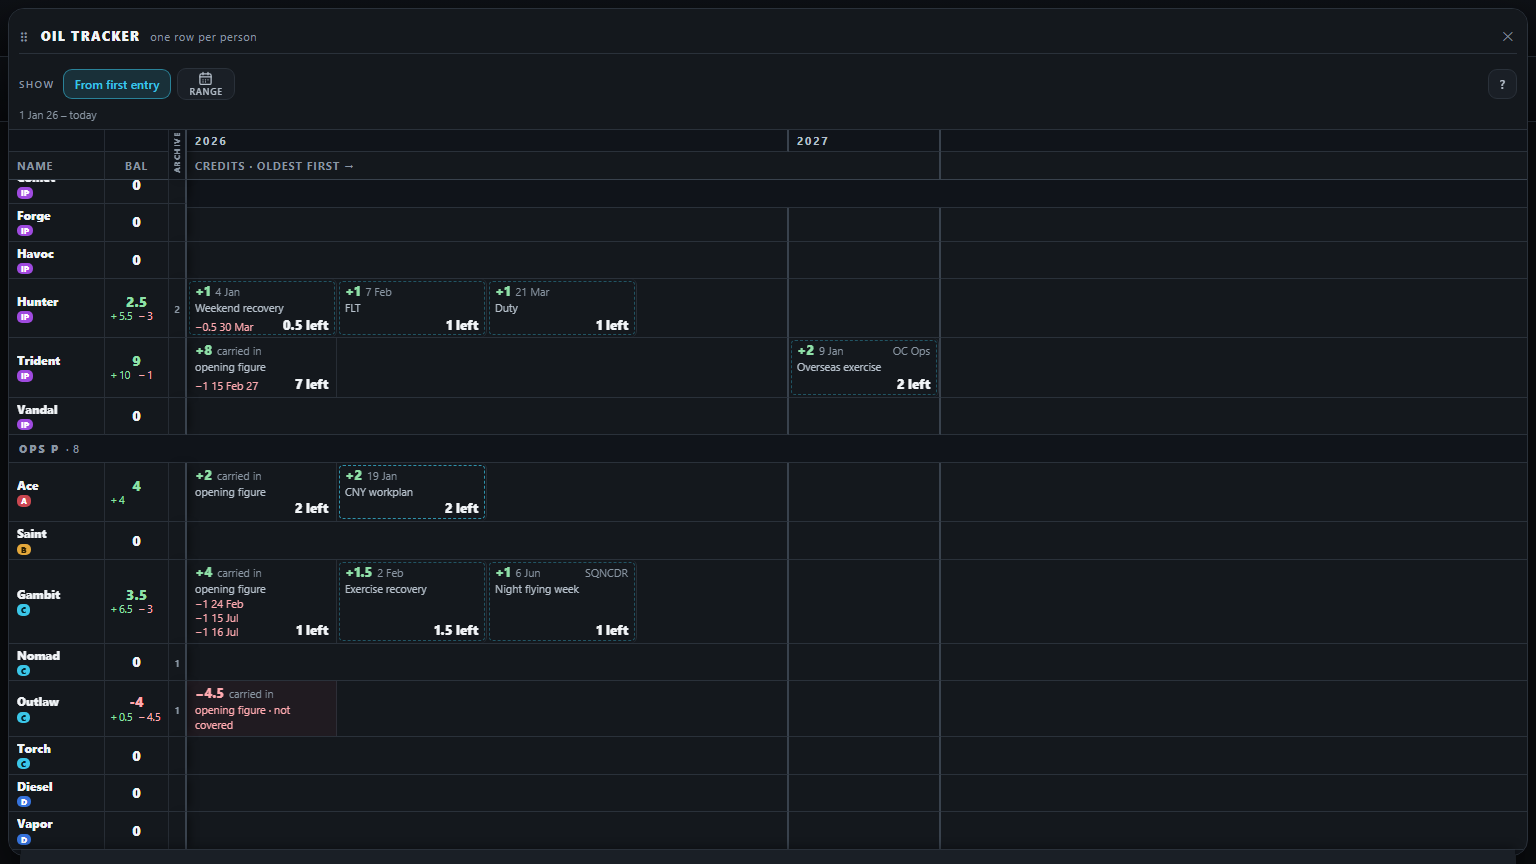 OIL TRACKER one row per person
SHOW From first entry RANGE ?
1 Jan 26 – today
ARCHIVE
2026 2027
NAME BAL CREDITS · OLDEST FIRST →
0
IP
Forge 0
IP
Havoc 0
IP
Hunter 2.5 2
IP +5.5 −3
+1 4 Jan
Weekend recovery
−0.5 30 Mar 0.5 left
+1 7 Feb
FLT
1 left
+1 21 Mar
Duty
1 left
Trident 9
IP +10 −1
+8 carried in
opening figure
−1 15 Feb 27 7 left
+2 9 Jan OC Ops
Overseas exercise
2 left
Vandal 0
IP
OPS P · 8
Ace 4
A +4
+2 carried in
opening figure
2 left
+2 19 Jan
CNY workplan
2 left
Saint 0
B
Gambit 3.5
C +6.5 −3
+4 carried in
opening figure
−1 24 Feb
−1 15 Jul
−1 16 Jul 1 left
+1.5 2 Feb
Exercise recovery
1.5 left
+1 6 Jun SQNCDR
Night flying week
1 left
Nomad 0 1
C
Outlaw -4 1
C +0.5 −4.5
−4.5 carried in
opening figure · not
covered
Torch 0
C
Diesel 0
D
Vapor 0
D